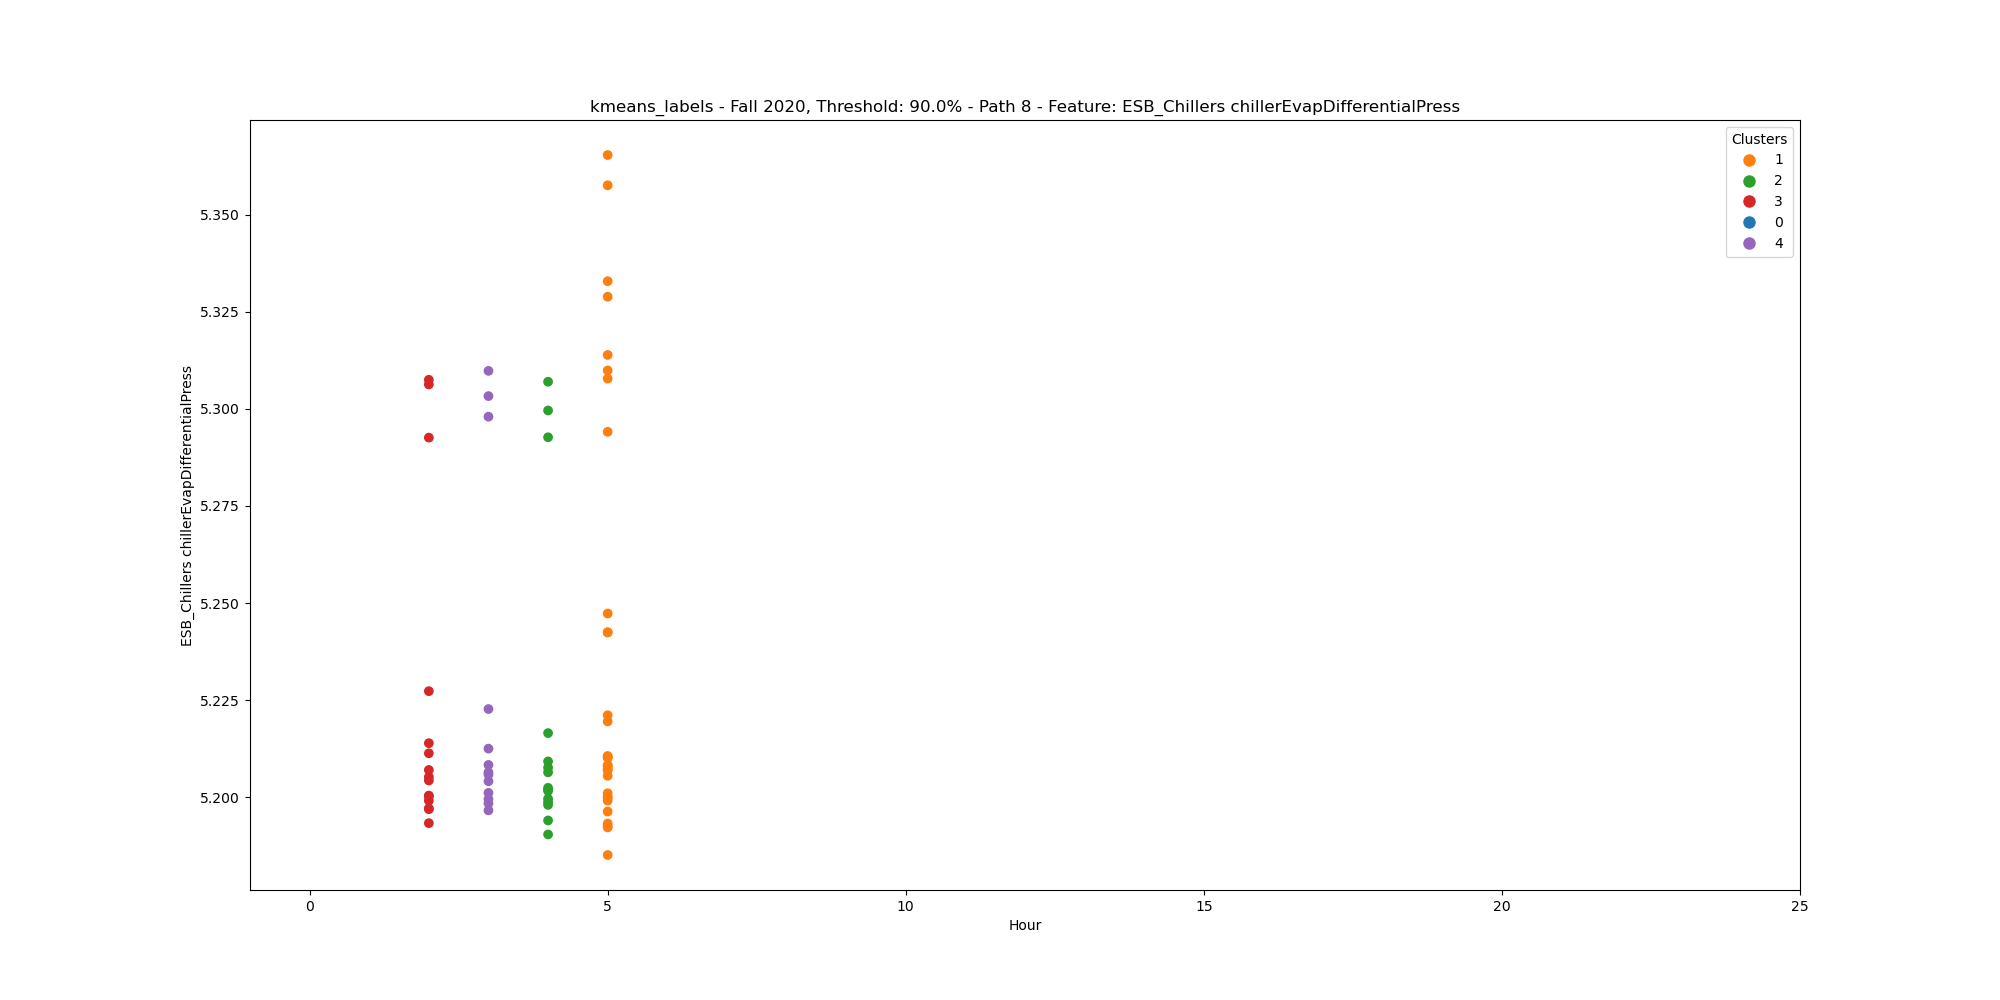 kmeans_labels - Fall 2020, Threshold: 90.0% - Path 8 - Feature: ESB_Chillers chillerEvapDifferentialPress
Clusters
1
2
3
0
4
ESB_Chillers chillerEvapDifferentialPress
5.350
5.325
5.300
5.275
5.250
5.225
5.200
0 5 10 15 20 25
Hour